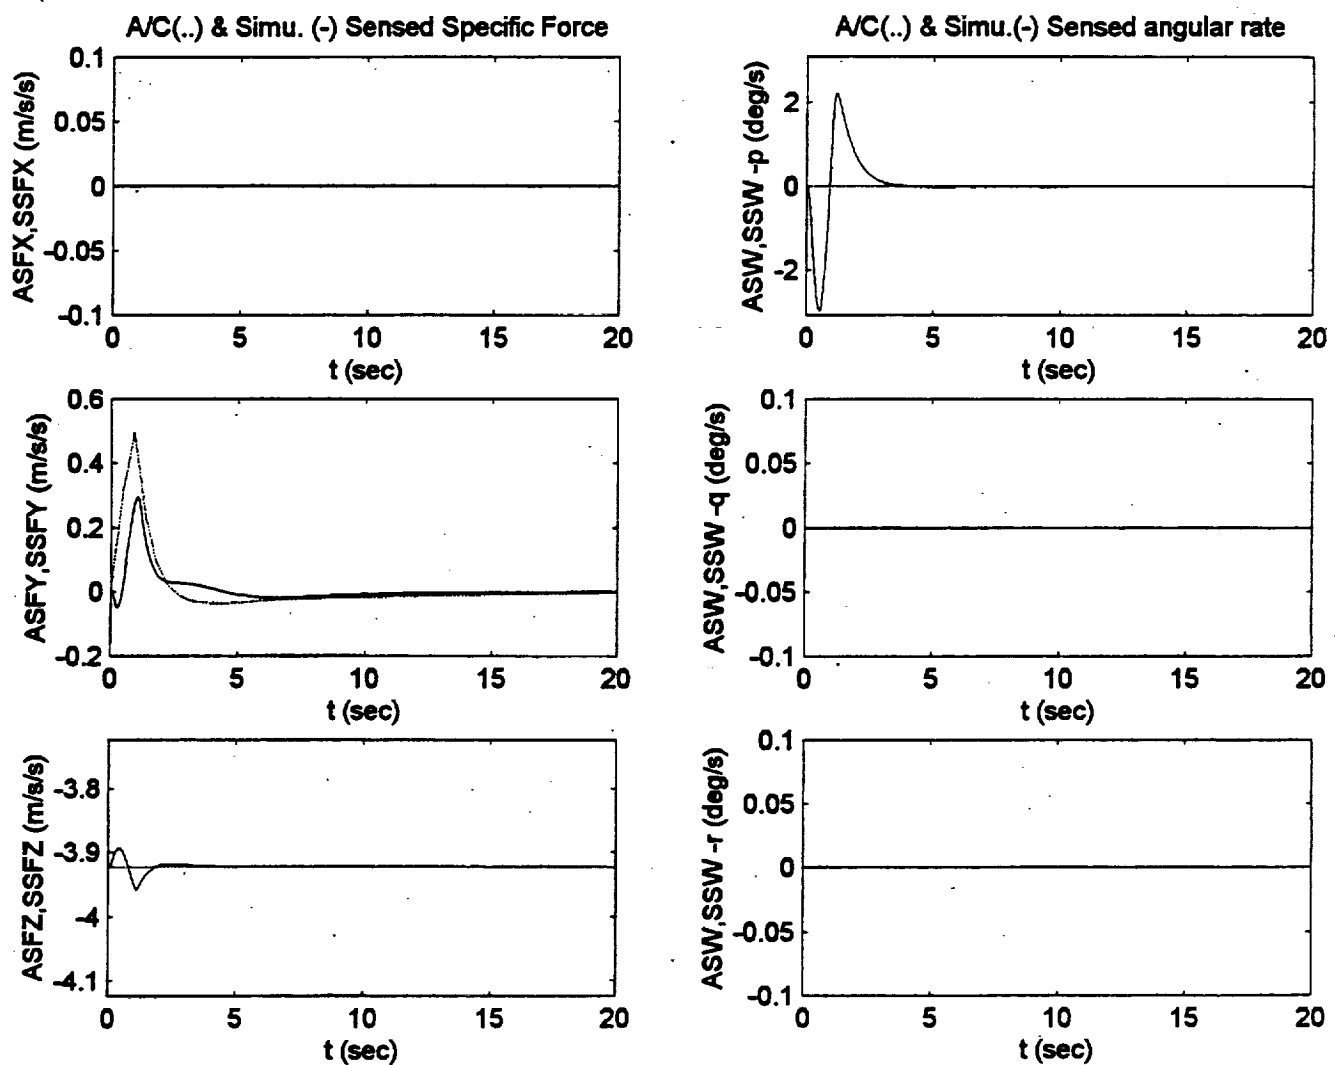 A/C(..) & Simu. (-) Sensed Specific Force
ASFX,SSFX (m/s/s)
0.1
0.05
0
-0.05
-0.1
0 5 10 15 20
t (sec)
A/C(..) & Simu.(-) Sensed angular rate
ASW,SSW -p (deg/s)
2
0
-2
0 5 10 15 20
t (sec)
ASFY,SSFY (m/s/s)
0.6
0.4
0.2
0
-0.2
0 5 10 15 20
t (sec)
ASW,SSW -q (deg/s)
0.1
0.05
0
-0.05
-0.1
0 5 10 15 20
t (sec)
ASFZ,SSFZ (m/s/s)
-3.8
-3.9
-4
-4.1
0 5 10 15 20
t (sec)
ASW,SSW -r (deg/s)
0.1
0.05
0
-0.05
-0.1
0 5 10 15 20
t (sec)